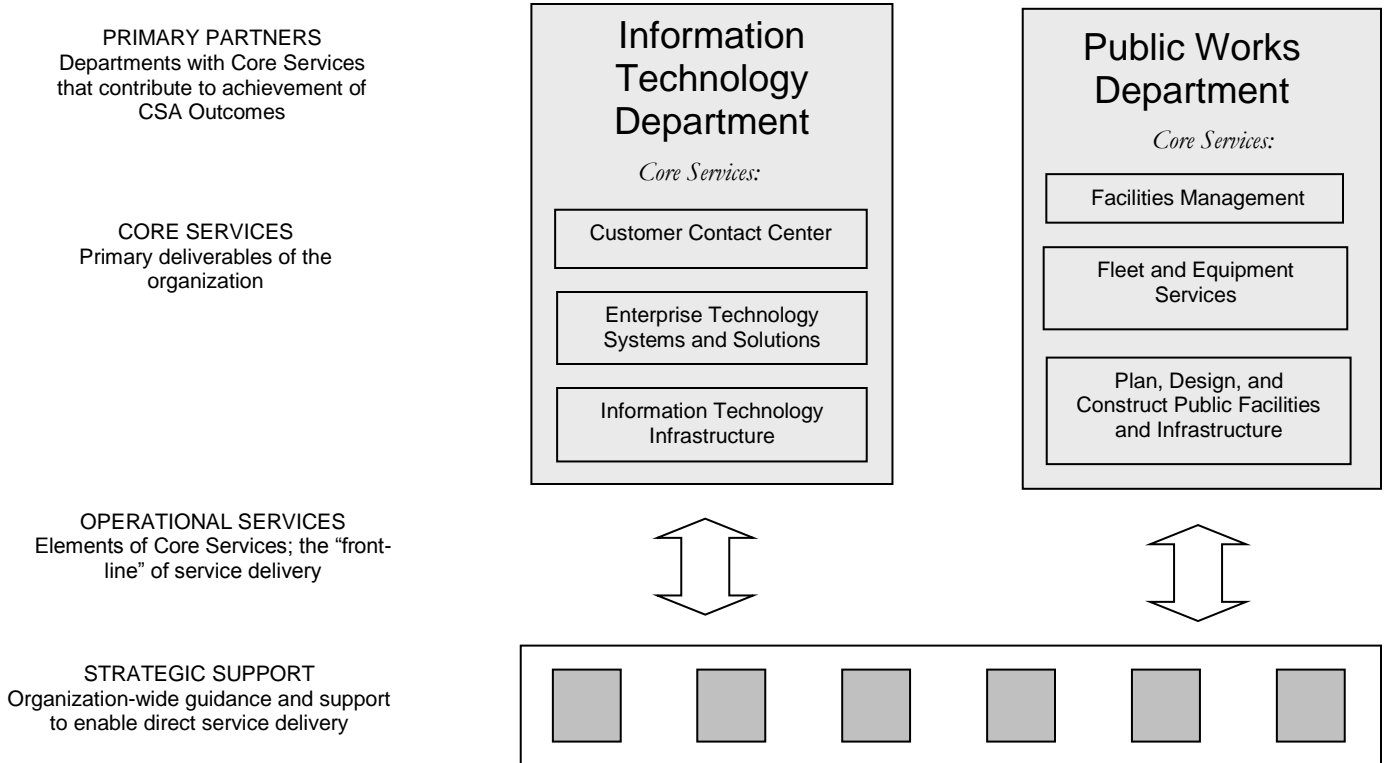 PRIMARY PARTNERS
Departments with Core Services
that contribute to achievement of
CSA Outcomes
CORE SERVICES
Primary deliverables of the
organization
OPERATIONAL SERVICES
Elements of Core Services; the “front-
line” of service delivery
STRATEGIC SUPPORT
Organization-wide guidance and support
to enable direct service delivery
Information
Technology
Department
Core Services:
Customer Contact Center
Enterprise Technology
Systems and Solutions
Information Technology
Infrastructure
Public Works
Department
Core Services:
Facilities Management
Fleet and Equipment
Services
Plan, Design, and
Construct Public Facilities
and Infrastructure